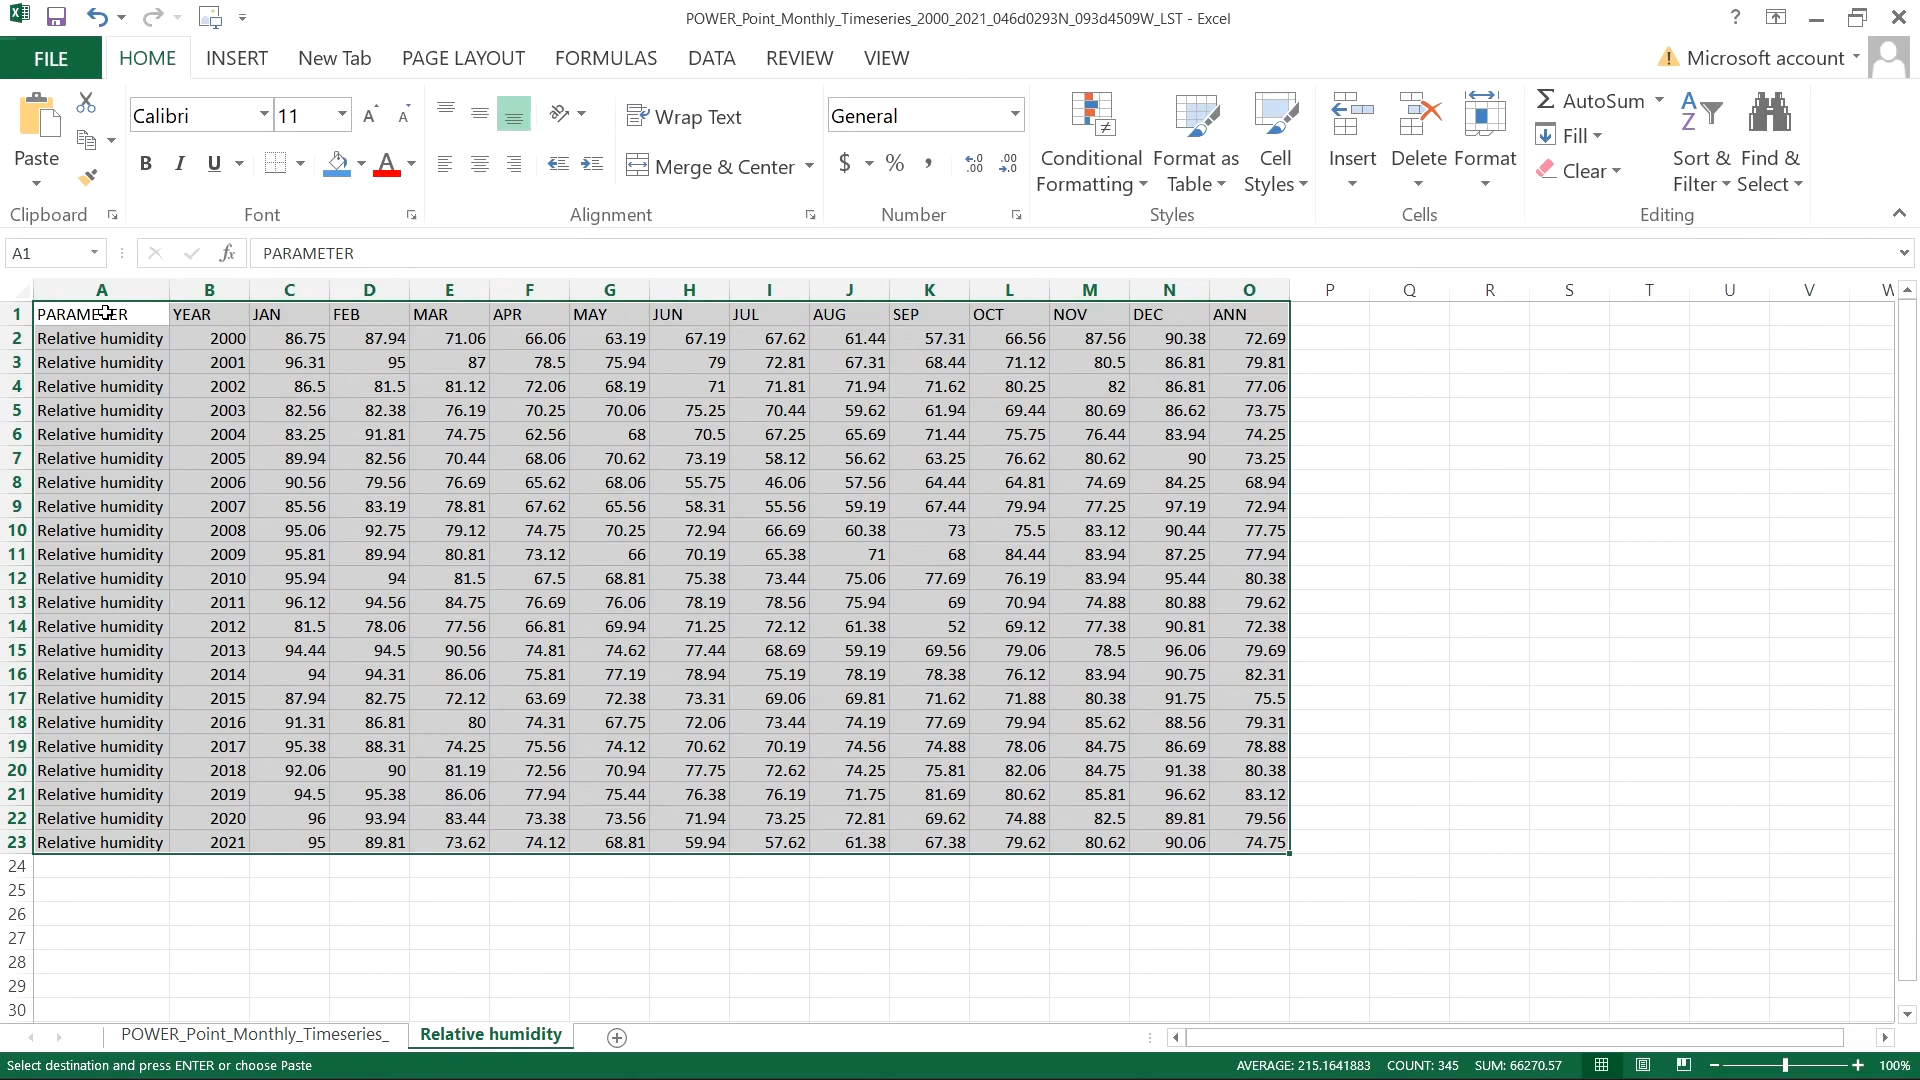 POWER_Point_Monthly_Timeseries_2000_2021_046d0293N_093d4509W_LST - Excel
?
FILE HOME INSERT New Tab PAGE LAYOUT FORMULAS DATA REVIEW VIEW Microsoft account
Paste
Clipboard
Calibri 11
B I U A
Font
Wrap Text
Merge & Center
Alignment
General
$ % ,
Number
Conditional Formatting
Format as Table
Cell Styles
Styles
Insert
Delete
Format
Cells
AutoSum
Fill
Clear
Sort & Filter
Find & Select
Editing
A1 fx PARAMETER
A B C D E F G H I J K L M N O P Q R S T U V W
1 PARAMETER YEAR JAN FEB MAR APR MAY JUN JUL AUG SEP OCT NOV DEC ANN
2 Relative humidity 2000 86.75 87.94 71.06 66.06 63.19 67.19 67.62 61.44 57.31 66.56 87.56 90.38 72.69
3 Relative humidity 2001 96.31 95 87 78.5 75.94 79 72.81 67.31 68.44 71.12 80.5 86.81 79.81
4 Relative humidity 2002 86.5 81.5 81.12 72.06 68.19 71 71.81 71.94 71.62 80.25 82 86.81 77.06
5 Relative humidity 2003 82.56 82.38 76.19 70.25 70.06 75.25 70.44 59.62 61.94 69.44 80.69 86.62 73.75
6 Relative humidity 2004 83.25 91.81 74.75 62.56 68 70.5 67.25 65.69 71.44 75.75 76.44 83.94 74.25
7 Relative humidity 2005 89.94 82.56 70.44 68.06 70.62 73.19 58.12 56.62 63.25 76.62 80.62 90 73.25
8 Relative humidity 2006 90.56 79.56 76.69 65.62 68.06 55.75 46.06 57.56 64.44 64.81 74.69 84.25 68.94
9 Relative humidity 2007 85.56 83.19 78.81 67.62 65.56 58.31 55.56 59.19 67.44 79.94 77.25 97.19 72.94
10 Relative humidity 2008 95.06 92.75 79.12 74.75 70.25 72.94 66.69 60.38 73 75.5 83.12 90.44 77.75
11 Relative humidity 2009 95.81 89.94 80.81 73.12 66 70.19 65.38 71 68 84.44 83.94 87.25 77.94
12 Relative humidity 2010 95.94 94 81.5 67.5 68.81 75.38 73.44 75.06 77.69 76.19 83.94 95.44 80.38
13 Relative humidity 2011 96.12 94.56 84.75 76.69 76.06 78.19 78.56 75.94 69 70.94 74.88 80.88 79.62
14 Relative humidity 2012 81.5 78.06 77.56 66.81 69.94 71.25 72.12 61.38 52 69.12 77.38 90.81 72.38
15 Relative humidity 2013 94.44 94.5 90.56 74.81 74.62 77.44 68.69 59.19 69.56 79.06 78.5 96.06 79.69
16 Relative humidity 2014 94 94.31 86.06 75.81 77.19 78.94 75.19 78.19 78.38 76.12 83.94 90.75 82.31
17 Relative humidity 2015 87.94 82.75 72.12 63.69 72.38 73.31 69.06 69.81 71.62 71.88 80.38 91.75 75.5
18 Relative humidity 2016 91.31 86.81 80 74.31 67.75 72.06 73.44 74.19 77.69 79.94 85.62 88.56 79.31
19 Relative humidity 2017 95.38 88.31 74.25 75.56 74.12 70.62 70.19 74.56 74.88 78.06 84.75 86.69 78.88
20 Relative humidity 2018 92.06 90 81.19 72.56 70.94 77.75 72.62 74.25 75.81 82.06 84.75 91.38 80.38
21 Relative humidity 2019 94.5 95.38 86.06 77.94 75.44 76.38 76.19 71.75 81.69 80.62 85.81 96.62 83.12
22 Relative humidity 2020 96 93.94 83.44 73.38 73.56 71.94 73.25 72.81 69.62 74.88 82.5 89.81 79.56
23 Relative humidity 2021 95 89.81 73.62 74.12 68.81 59.94 57.62 61.38 67.38 79.62 80.62 90.06 74.75
24
25
26
27
28
29
30
POWER_Point_Monthly_Timeseries_ Relative humidity
Select destination and press ENTER or choose Paste AVERAGE: 215.1641883 COUNT: 345 SUM: 66270.57 100%